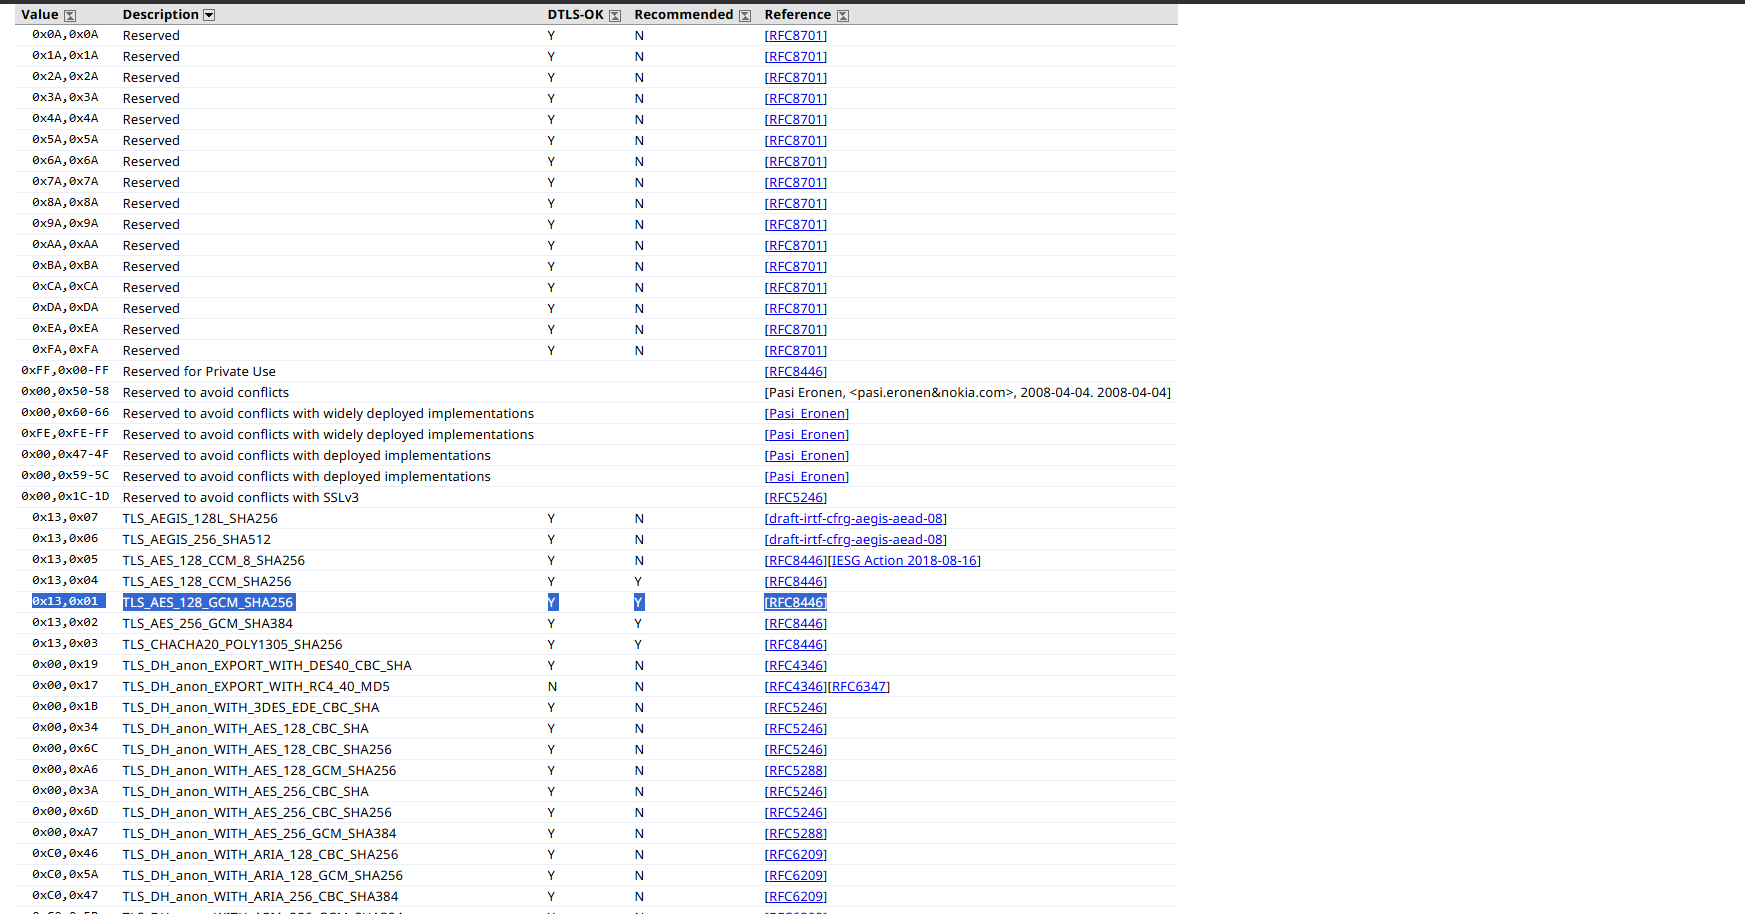 Value Description DTLS-OK Recommended Reference
0x0A,0x0A Reserved Y N [RFC8701]
0x1A,0x1A Reserved Y N [RFC8701]
0x2A,0x2A Reserved Y N [RFC8701]
0x3A,0x3A Reserved Y N [RFC8701]
0x4A,0x4A Reserved Y N [RFC8701]
0x5A,0x5A Reserved Y N [RFC8701]
0x6A,0x6A Reserved Y N [RFC8701]
0x7A,0x7A Reserved Y N [RFC8701]
0x8A,0x8A Reserved Y N [RFC8701]
0x9A,0x9A Reserved Y N [RFC8701]
0xAA,0xAA Reserved Y N [RFC8701]
0xBA,0xBA Reserved Y N [RFC8701]
0xCA,0xCA Reserved Y N [RFC8701]
0xDA,0xDA Reserved Y N [RFC8701]
0xEA,0xEA Reserved Y N [RFC8701]
0xFA,0xFA Reserved Y N [RFC8701]
0xFF,0x00-FF Reserved for Private Use [RFC8446]
0x00,0x50-58 Reserved to avoid conflicts [Pasi Eronen, <pasi.eronen&nokia.com>, 2008-04-04. 2008-04-04]
0x00,0x60-66 Reserved to avoid conflicts with widely deployed implementations [Pasi_Eronen]
0xFE,0xFE-FF Reserved to avoid conflicts with widely deployed implementations [Pasi_Eronen]
0x00,0x47-4F Reserved to avoid conflicts with deployed implementations [Pasi_Eronen]
0x00,0x59-5C Reserved to avoid conflicts with deployed implementations [Pasi_Eronen]
0x00,0x1C-1D Reserved to avoid conflicts with SSLv3 [RFC5246]
0x13,0x07 TLS_AEGIS_128L_SHA256 Y N [draft-irtf-cfrg-aegis-aead-08]
0x13,0x06 TLS_AEGIS_256_SHA512 Y N [draft-irtf-cfrg-aegis-aead-08]
0x13,0x05 TLS_AES_128_CCM_8_SHA256 Y N [RFC8446][IESG Action 2018-08-16]
0x13,0x04 TLS_AES_128_CCM_SHA256 Y Y [RFC8446]
0x13,0x01 TLS_AES_128_GCM_SHA256 Y Y [RFC8446]
0x13,0x02 TLS_AES_256_GCM_SHA384 Y Y [RFC8446]
0x13,0x03 TLS_CHACHA20_POLY1305_SHA256 Y Y [RFC8446]
0x00,0x19 TLS_DH_anon_EXPORT_WITH_DES40_CBC_SHA Y N [RFC4346]
0x00,0x17 TLS_DH_anon_EXPORT_WITH_RC4_40_MD5 N N [RFC4346][RFC6347]
0x00,0x1B TLS_DH_anon_WITH_3DES_EDE_CBC_SHA Y N [RFC5246]
0x00,0x34 TLS_DH_anon_WITH_AES_128_CBC_SHA Y N [RFC5246]
0x00,0x6C TLS_DH_anon_WITH_AES_128_CBC_SHA256 Y N [RFC5246]
0x00,0xA6 TLS_DH_anon_WITH_AES_128_GCM_SHA256 Y N [RFC5288]
0x00,0x3A TLS_DH_anon_WITH_AES_256_CBC_SHA Y N [RFC5246]
0x00,0x6D TLS_DH_anon_WITH_AES_256_CBC_SHA256 Y N [RFC5246]
0x00,0xA7 TLS_DH_anon_WITH_AES_256_GCM_SHA384 Y N [RFC5288]
0xC0,0x46 TLS_DH_anon_WITH_ARIA_128_CBC_SHA256 Y N [RFC6209]
0xC0,0x5A TLS_DH_anon_WITH_ARIA_128_GCM_SHA256 Y N [RFC6209]
0xC0,0x47 TLS_DH_anon_WITH_ARIA_256_CBC_SHA384 Y N [RFC6209]